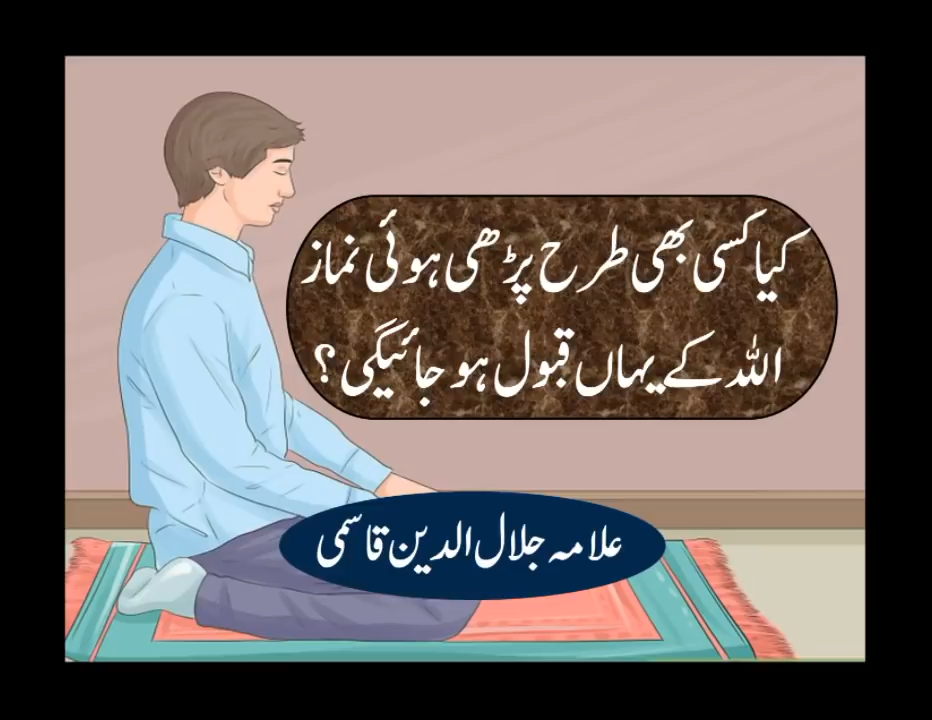 کیا کسی بھی طرح پڑھی ہوئی نماز
اللہ کے یہاں قبول ہو جائیگی ؟
علامہ جلال الدین قاسمی